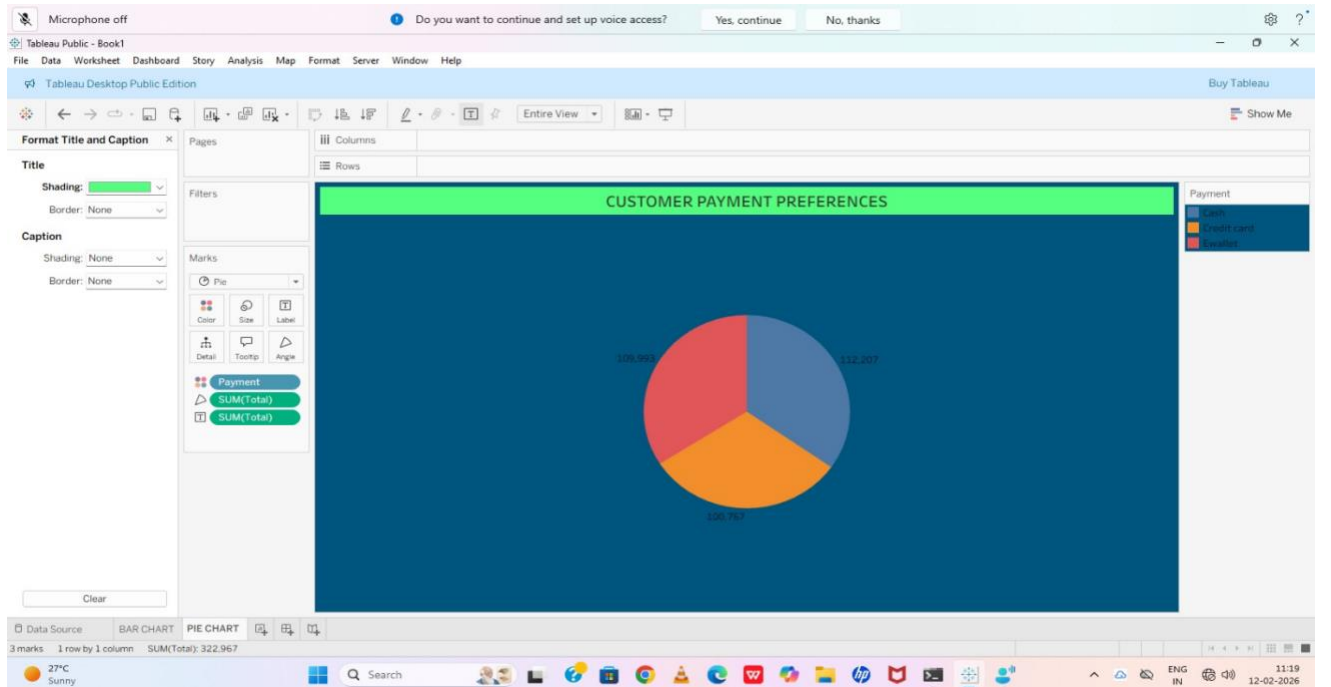 Microphone off
Do you want to continue and set up voice access?
Yes, continue
No, thanks
?
Tableau Public - Book1
File Data Worksheet Dashboard Story Analysis Map Format Server Window Help
Tableau Desktop Public Edition
Buy Tableau
Entire View
Show Me
Format Title and Caption
Title
Shading:
Border: None
Caption
Shading: None
Border: None
Clear
Pages
Filters
Marks
Pie
Color Size Label
Detail Tooltip Angle
Payment
SUM(Total)
SUM(Total)
Columns
Rows
CUSTOMER PAYMENT PREFERENCES
109,993
112,207
100,767
Payment
Cash
Credit card
Ewallet
Data Source BAR CHART PIE CHART
3 marks 1 row by 1 column SUM(Total): 322,967
27°C
Sunny
Search
ENG
IN
11:19
12-02-2026